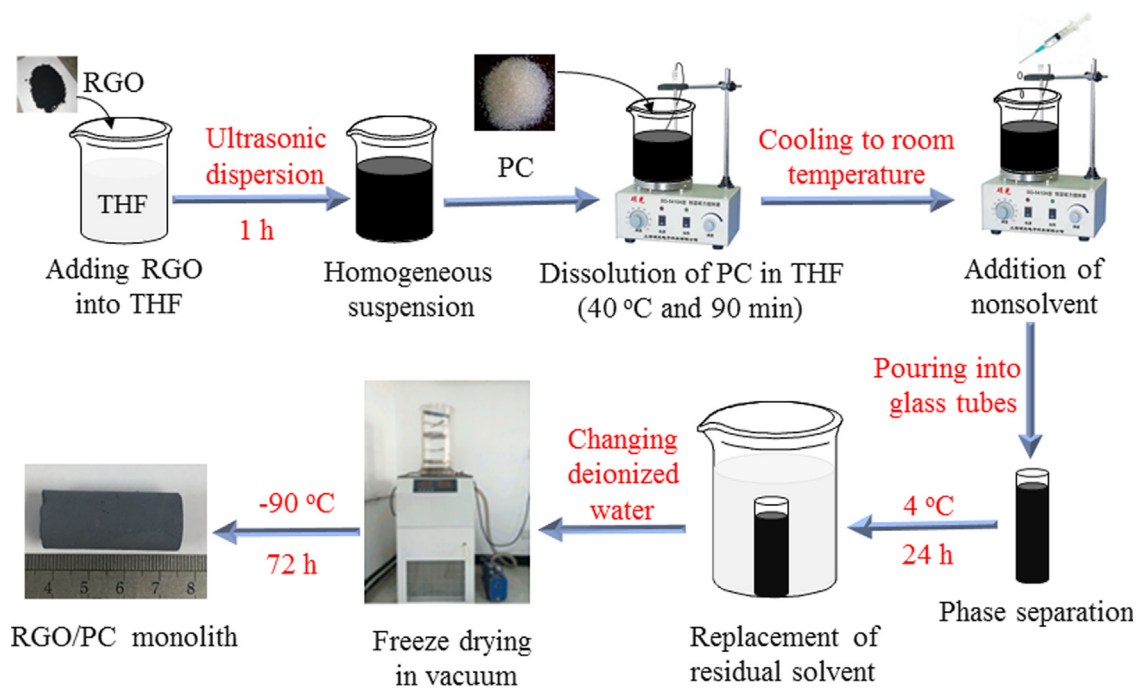 RGO
THF
Adding RGO
into THF
Ultrasonic
dispersion
1 h
Homogeneous
suspension
PC
Dissolution of PC in THF
(40 °C and 90 min)
Cooling to room
temperature
Addition of
nonsolvent
Pouring into
glass tubes
Phase separation
4 °C
24 h
Replacement of
residual solvent
Changing
deionized
water
Freeze drying
in vacuum
-90 °C
72 h
4 5 6 7 8
RGO/PC monolith